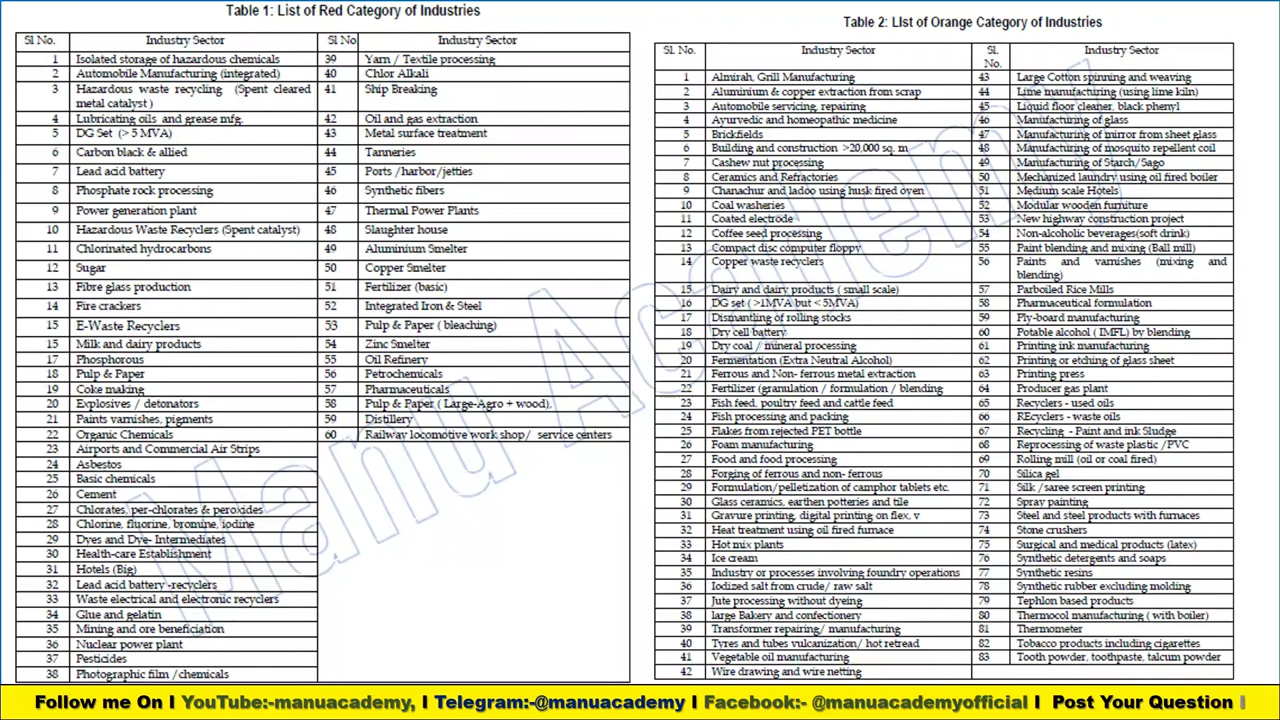 Table 1: List of Red Category of Industries
Sl No. Industry Sector Sl No Industry Sector
1 Isolated storage of hazardous chemicals 39 Yarn / Textile processing
2 Automobile Manufacturing (integrated) 40 Chlor Alkali
3 Hazardous waste recycling (Spent cleared 41 Ship Breaking
metal catalyst )
4 Lubricating oils and grease mfg. 42 Oil and gas extraction
5 DG Set (> 5 MVA) 43 Metal surface treatment
6 Carbon black & allied 44 Tanneries
7 Lead acid battery 45 Ports /harbor/jetties
8 Phosphate rock processing 46 Synthetic fibers
9 Power generation plant 47 Thermal Power Plants
10 Hazardous Waste Recyclers (Spent catalyst) 48 Slaughter house
11 Chlorinated hydrocarbons 49 Aluminium Smelter
12 Sugar 50 Copper Smelter
13 Fibre glass production 51 Fertilizer (basic)
14 Fire crackers 52 Integrated Iron & Steel
15 E-Waste Recyclers 53 Pulp & Paper ( bleaching)
15 Milk and dairy products 54 Zinc Smelter
17 Phosphorous 55 Oil Refinery
18 Pulp & Paper 56 Petrochemicals
19 Coke making 57 Pharmaceuticals
20 Explosives / detonators 58 Pulp & Paper ( Large-Agro + wood),
21 Paints varnishes, pigments 59 Distillery
22 Organic Chemicals 60 Railway locomotive work shop/ service centers
23 Airports and Commercial Air Strips
24 Asbestos
25 Basic chemicals
26 Cement
27 Chlorates, per-chlorates & peroxides
28 Chlorine, fluorine, bromine, iodine
29 Dyes and Dye- Intermediates
30 Health-care Establishment
31 Hotels (Big)
32 Lead acid battery -recyclers
33 Waste electrical and electronic recyclers
34 Glue and gelatin
35 Mining and ore beneficiation
36 Nuclear power plant
37 Pesticides
38 Photographic film /chemicals
Table 2: LIst of Orange Category of Industries
Sl. No. Industry Sector Sl. No. Industry Sector
1 Almirah, Grill Manufacturing 43 Large Cotton spinning and weaving
2 Aluminium & copper extraction from scrap 44 Lime manufacturing (using lime kiln)
3 Automobile servicing, repairing 45 Liquid floor cleaner, black phenyl
4 Ayurvedic and homeopathic medicine 46 Manufacturing of glass
5 Brickfields 47 Manufacturing of mirror from sheet glass
6 Building and construction >20,000 sq. m 48 Manufacturing of mosquito repellent coil
7 Cashew nut processing 49 Manufacturing of Starch/Sago
8 Ceramics and Refractories 50 Mechanized laundry using oil fired boiler
9 Chanachur and ladoo using husk fired oven 51 Medium scale Hotels
10 Coal washeries 52 Modular wooden furniture
11 Coated electrode 53 New highway construction project
12 Coffee seed processing 54 Non-alcoholic beverages(soft drink)
13 Compact disc computer floppy 55 Paint blending and mixing (Ball mill)
14 Copper waste recyclers 56 Paints and varnishes (mixing and
blending)
15 Dairy and dairy products ( small scale) 57 Parboiled Rice Mills
16 DG set ( >1MVA but < 5MVA) 58 Pharmaceutical formulation
17 Dismantling of rolling stocks 59 Ply-board manufacturing
18 Dry cell battery 60 Potable alcohol ( IMFL) by blending
19 Dry coal / mineral processing 61 Printing ink manufacturing
20 Fermentation (Extra Neutral Alcohol) 62 Printing or etching of glass sheet
21 Ferrous and Non- ferrous metal extraction 63 Printing press
22 Fertilizer (granulation / formulation / blending 64 Producer gas plant
23 Fish feed, poultry feed and cattle feed 65 Recyclers - used oils
24 Fish processing and packing 66 REcyclers - waste oils
25 Flakes from rejected PET bottle 67 Recycling - Paint and ink Sludge
26 Foam manufacturing 68 Reprocessing of waste plastic /PVC
27 Food and food processing 69 Rolling mill (oil or coal fired)
28 Forging of ferrous and non- ferrous 70 Silica gel
29 Formulation/pelletization of camphor tablets etc. 71 Silk /saree screen printing
30 Glass ceramics, earthen potteries and tile 72 Spray painting
31 Gravure printing, digital printing on flex, v 73 Steel and steel products with furnaces
32 Heat treatment using oil fired furnace 74 Stone crushers
33 Hot mix plants 75 Surgical and medical products (latex)
34 Ice cream 76 Synthetic detergents and soaps
35 Industry or processes involving foundry operations 77 Synthetic resins
36 Iodized salt from crude/ raw salt 78 Synthetic rubber excluding molding
37 Jute processing without dyeing 79 Tephlon based products
38 large Bakery and confectionery 80 Thermocol manufacturing ( with boiler)
39 Transformer repairing/ manufacturing 81 Thermometer
40 Tyres and tubes vulcanization/ hot retread 82 Tobacco products including cigarettes
41 Vegetable oil manufacturing 83 Tooth powder, toothpaste, talcum powder
42 Wire drawing and wire netting
Manu Academy
Follow me On I YouTube:-manuacademy, I Telegram:-@manuacademy I Facebook:- @manuacademyofficial I Post Your Question I